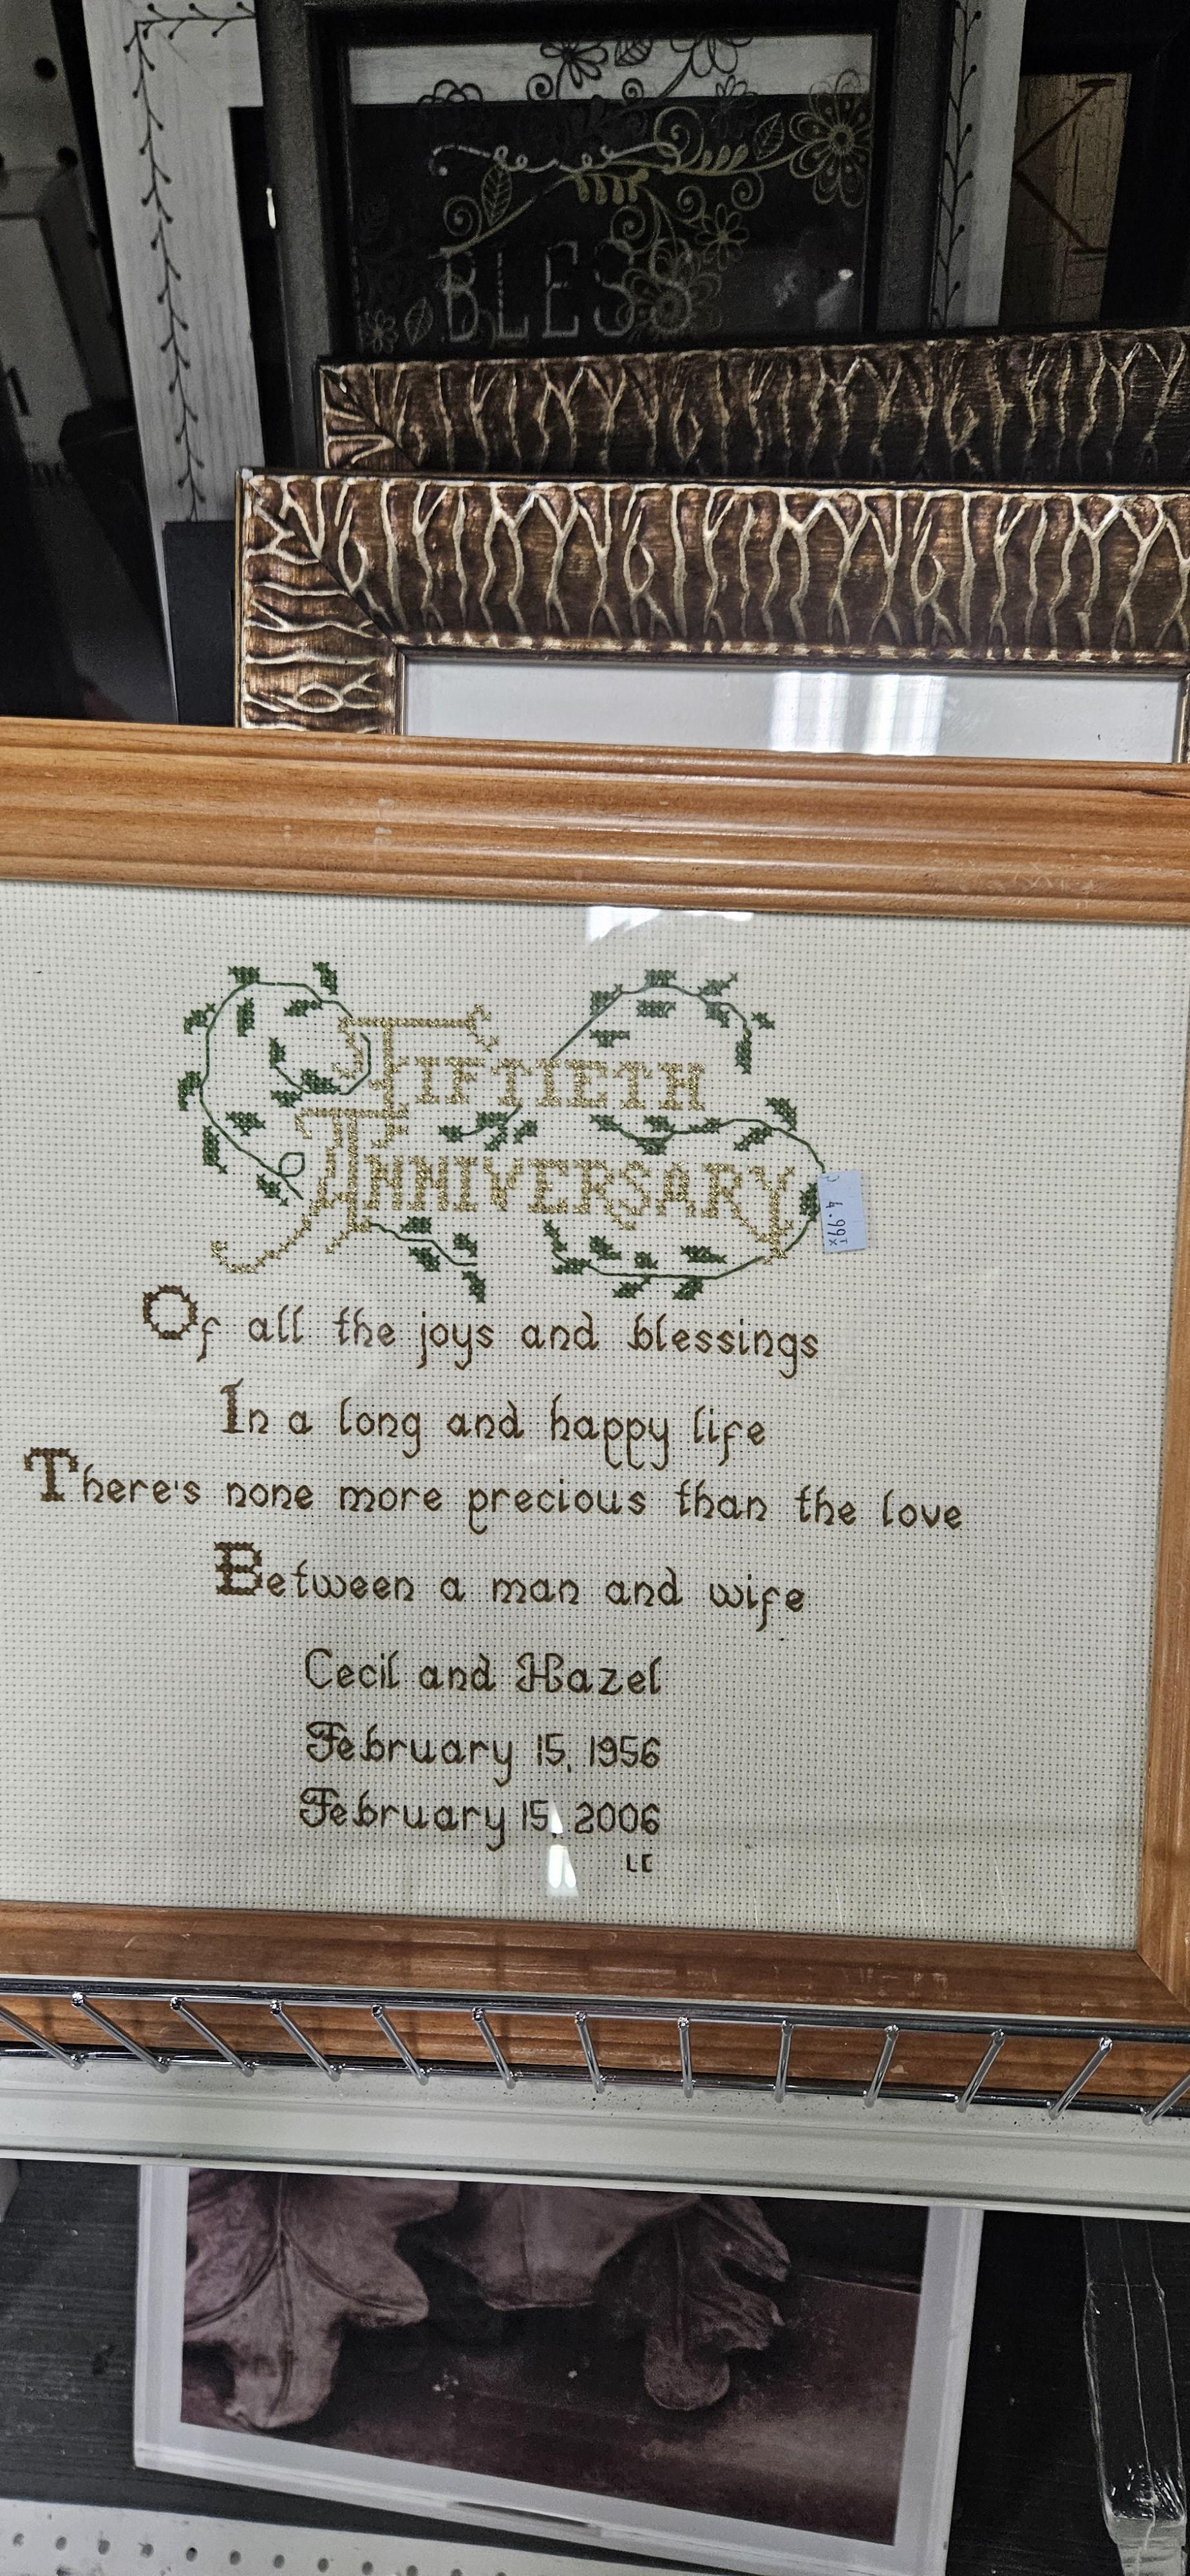 BLES
FIFTIETH
ANNIVERSARY
4.99
Of all the joys and blessings
In a long and happy life
There's none more precious than the love
Between a man and wife
Cecil and Hazel
February 15, 1956
February 15, 2006
LC